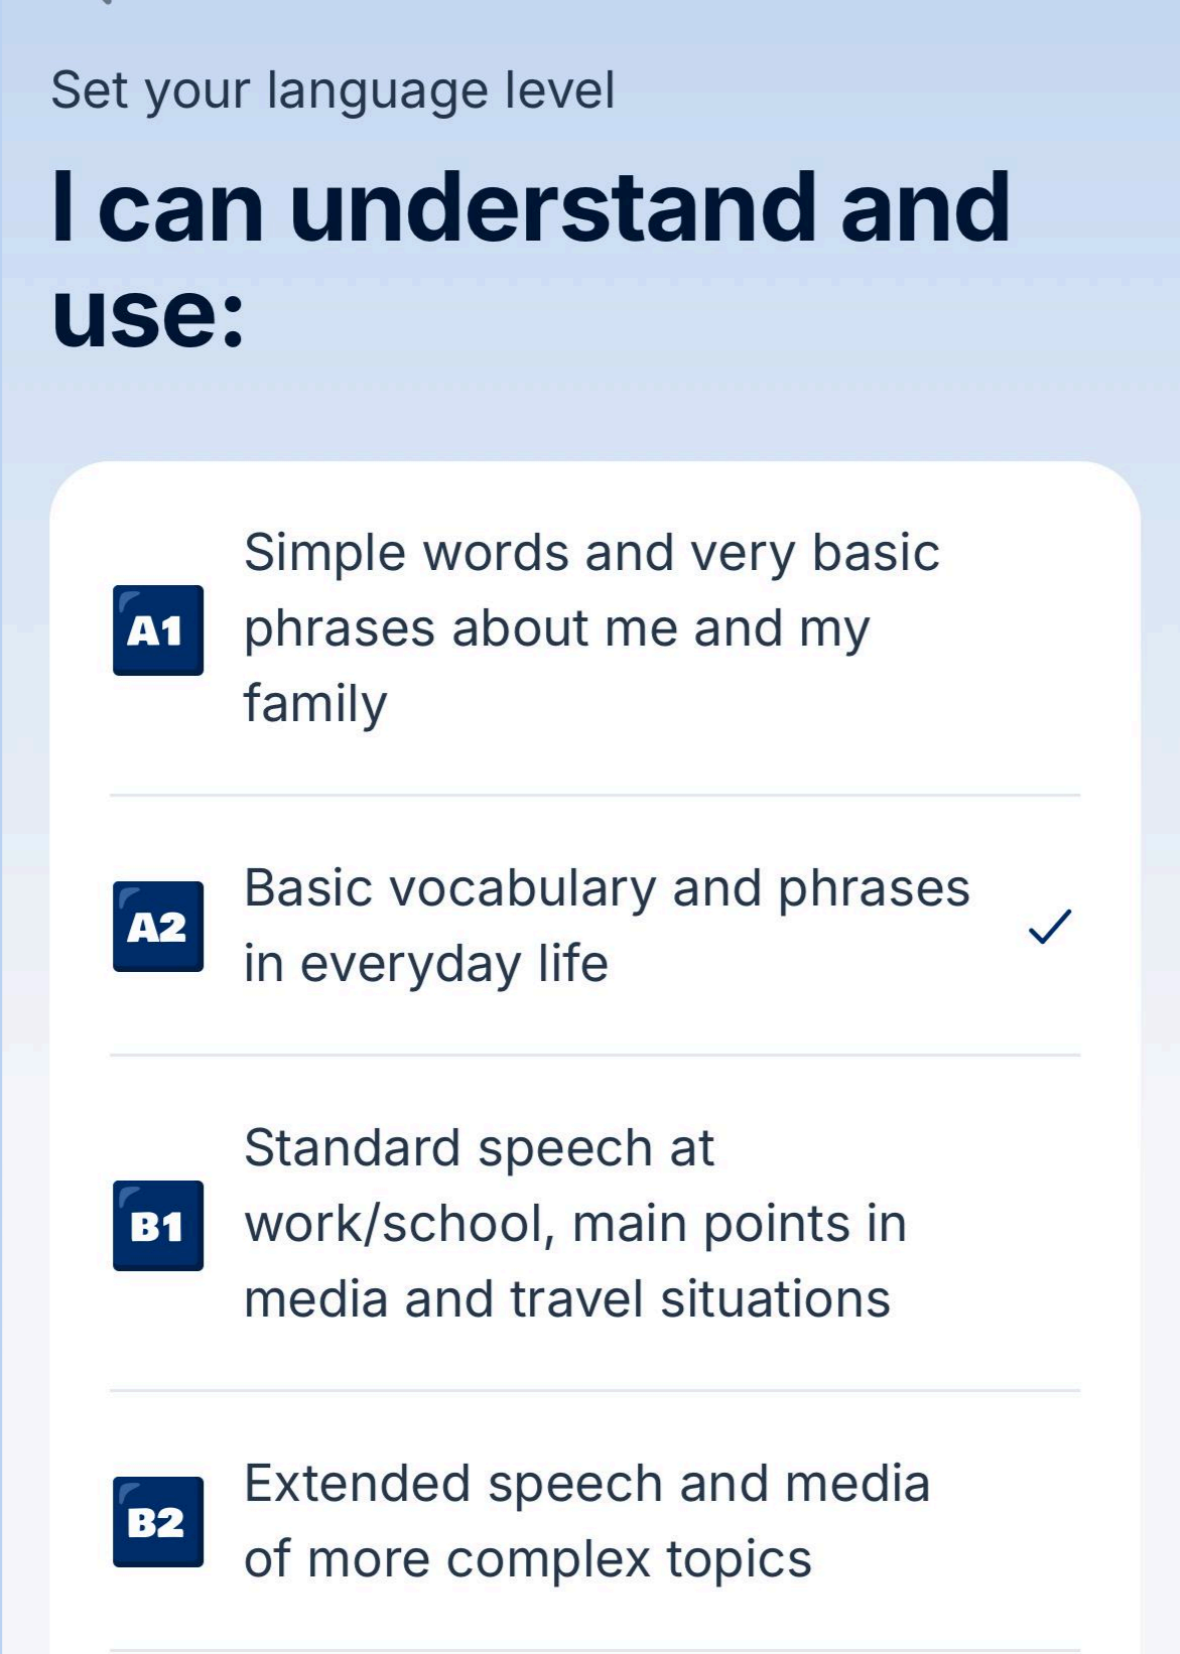 Set your language level
I can understand and
use:
Simple words and very basic
A1
phrases about me and my
family
Basic vocabulary and phrases
A2
in everyday life
Standard speech at
B1
work/school, main points in
media and travel situations
Extended speech and media
B2
of more complex topics